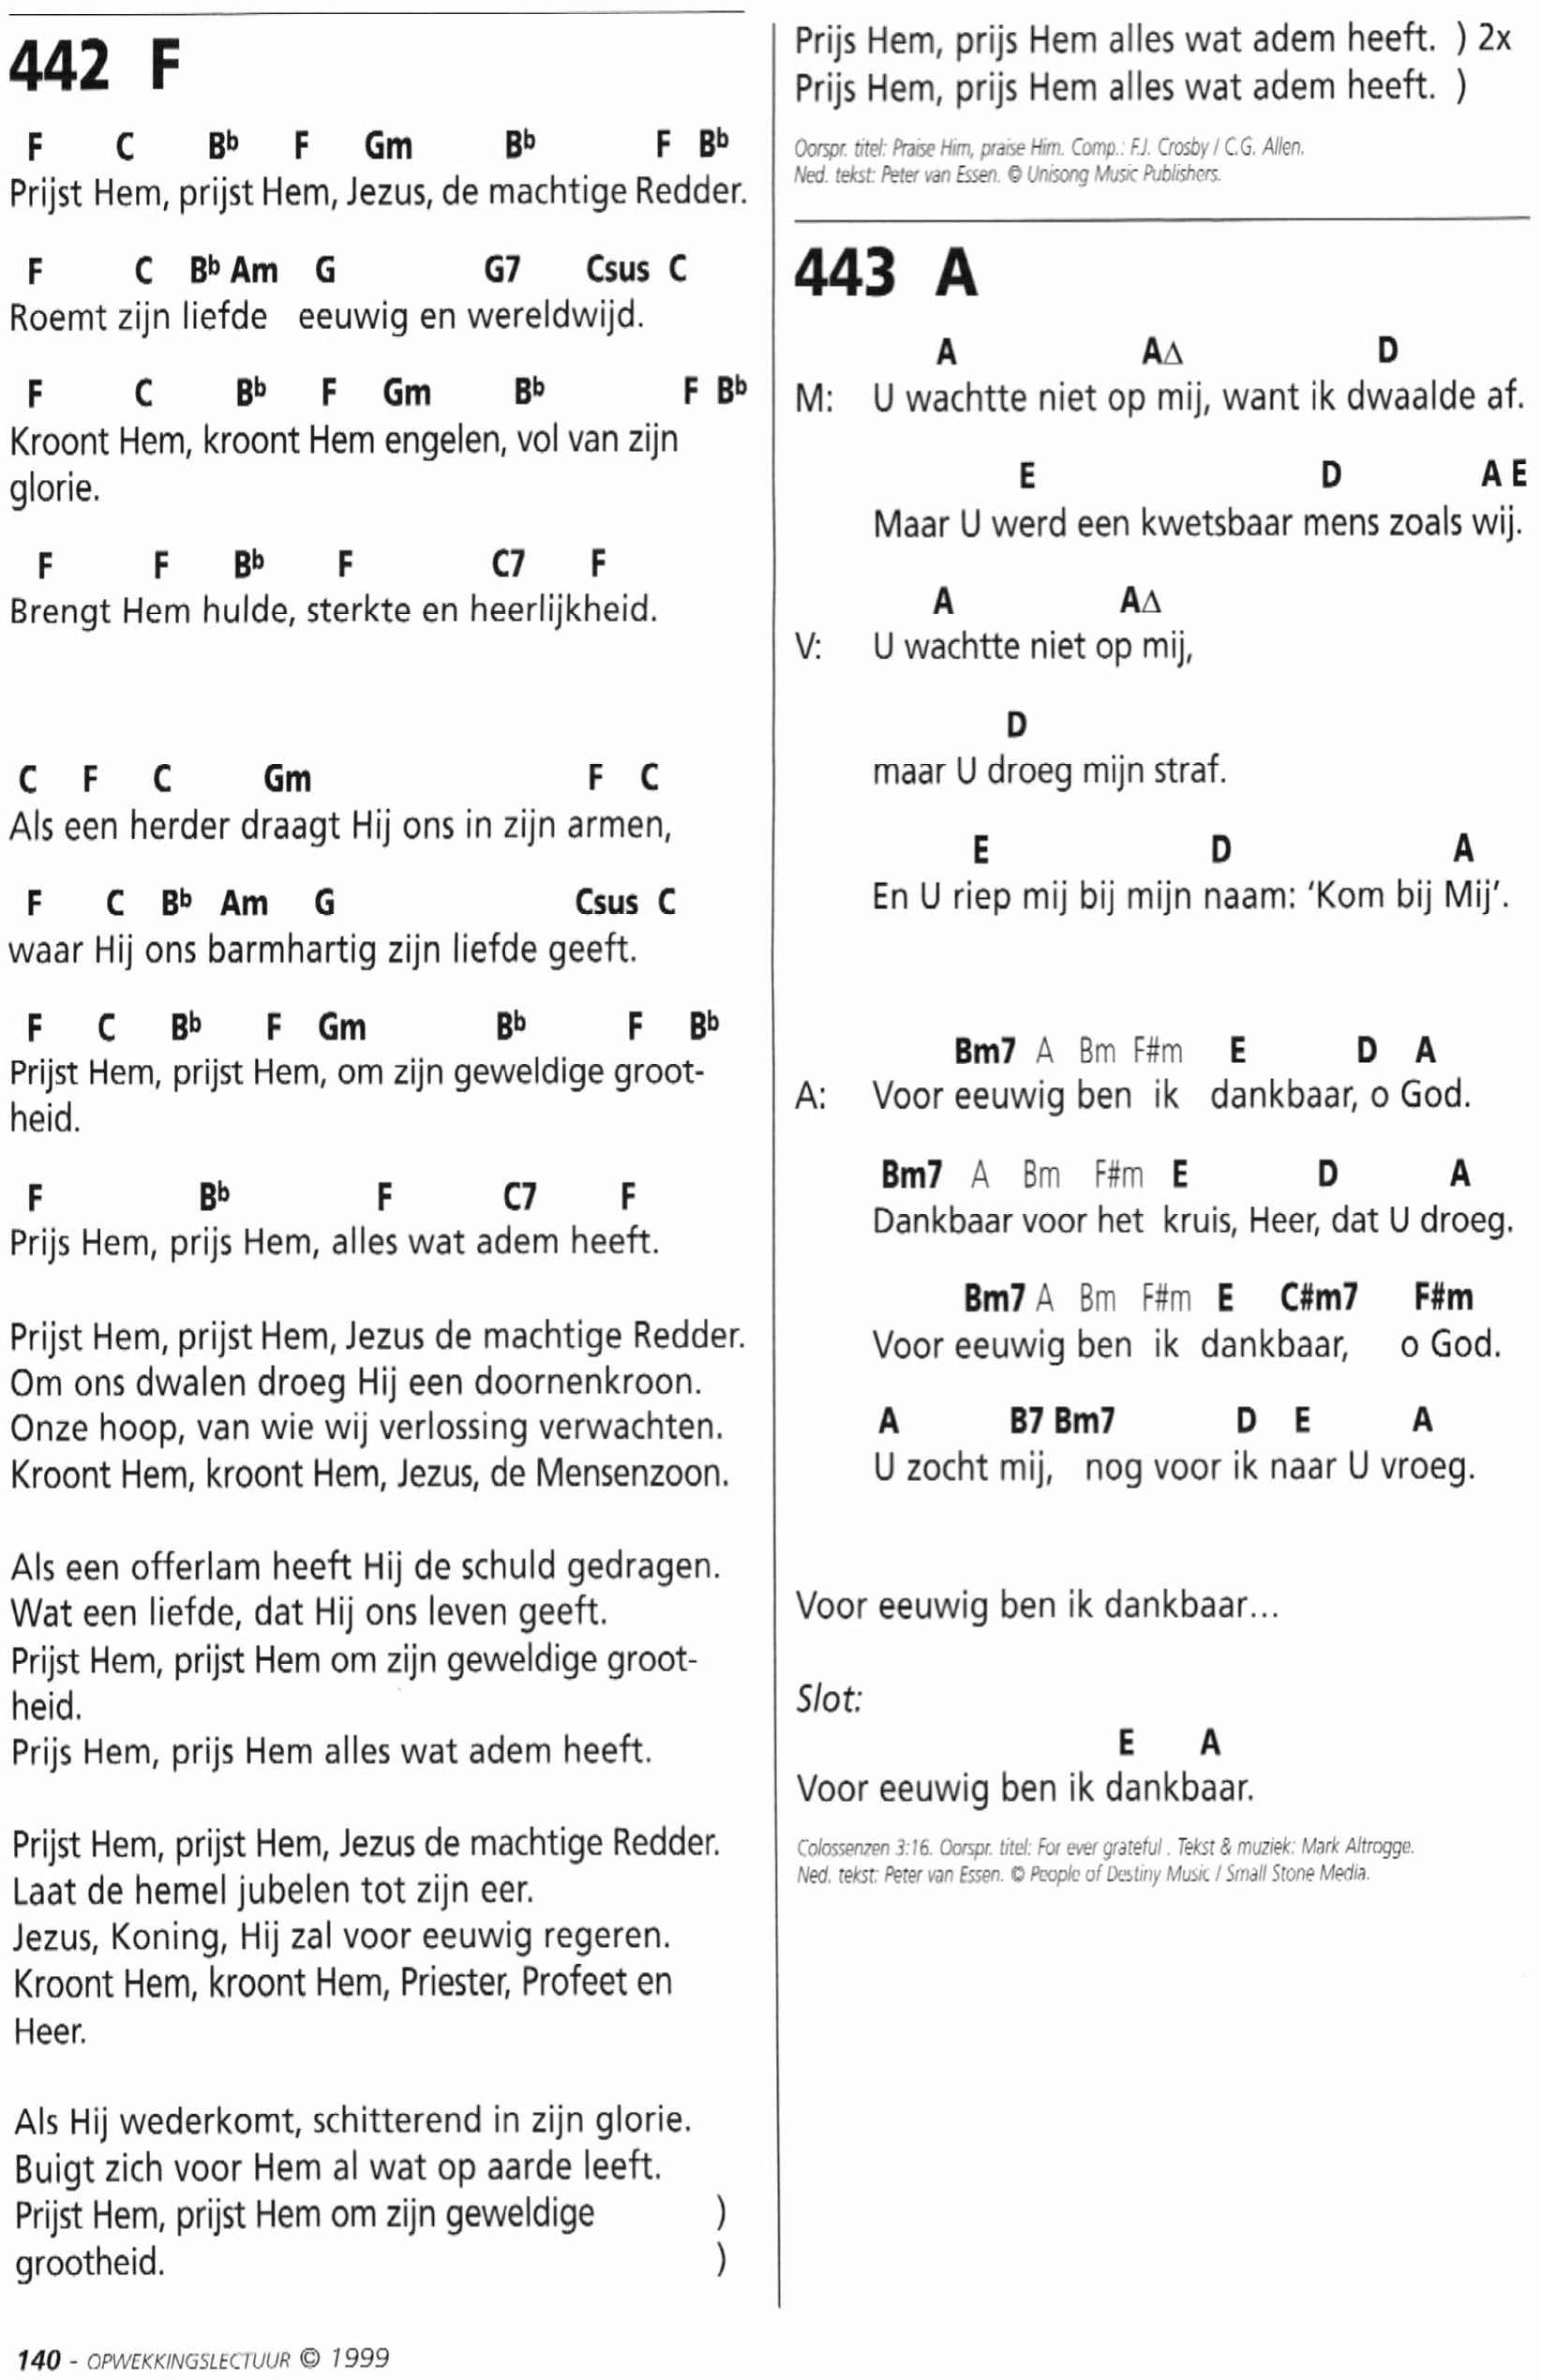 442 F
F C Bb F Gm Bb F Bb
Prijst Hem, prijst Hem, Jezus, de machtige Redder.
F C Bb Am G G7 Csus C
Roemt zijn liefde eeuwig en wereldwijd.
F C Bb F Gm Bb F Bb
Kroont Hem, kroont Hem engelen, vol van zijn
glorie.
F F Bb F C7 F
Brengt Hem hulde, sterkte en heerlijkheid.
C F C Gm F C
Als een herder draagt Hij ons in zijn armen,
F C Bb Am G Csus C
waar Hij ons barmhartig zijn liefde geeft.
F C Bb F Gm Bb F Bb
Prijst Hem, prijst Hem, om zijn geweldige groot-
heid.
F Bb F C7 F
Prijs Hem, prijs Hem, alles wat adem heeft.
Prijst Hem, prijst Hem, Jezus de machtige Redder.
Om ons dwalen droeg Hij een doornenkroon.
Onze hoop, van wie wij verlossing verwachten.
Kroont Hem, kroont Hem, Jezus, de Mensenzoon.
Als een offerlam heeft Hij de schuld gedragen.
Wat een liefde, dat Hij ons leven geeft.
Prijst Hem, prijst Hem om zijn geweldige groot-
heid.
Prijs Hem, prijs Hem alles wat adem heeft.
Prijst Hem, prijst Hem, Jezus de machtige Redder.
Laat de hemel jubelen tot zijn eer.
Jezus, Koning, Hij zal voor eeuwig regeren.
Kroont Hem, kroont Hem, Priester, Profeet en
Heer.
Als Hij wederkomt, schitterend in zijn glorie.
Buigt zich voor Hem al wat op aarde leeft.
Prijst Hem, prijst Hem om zijn geweldige )
grootheid. )
140 - OPWEKKINGSLECTUUR © 1999
Prijs Hem, prijs Hem alles wat adem heeft. ) 2x
Prijs Hem, prijs Hem alles wat adem heeft. )
Oorspr. titel: Praise Him, praise Him. Comp.: F.J. Crosby / C.G. Allen.
Ned. tekst: Peter van Essen. © Unisong Music Publishers.
443 A
A A∆ D
M: U wachtte niet op mij, want ik dwaalde af.
E D A E
Maar U werd een kwetsbaar mens zoals wij.
A A∆
V: U wachtte niet op mij,
D
maar U droeg mijn straf.
E D A
En U riep mij bij mijn naam: ‘Kom bij Mij’.
Bm7 A Bm F#m E D A
A: Voor eeuwig ben ik dankbaar, o God.
Bm7 A Bm F#m E D A
Dankbaar voor het kruis, Heer, dat U droeg.
Bm7 A Bm F#m E C#m7 F#m
Voor eeuwig ben ik dankbaar, o God.
A B7 Bm7 D E A
U zocht mij, nog voor ik naar U vroeg.
Voor eeuwig ben ik dankbaar...
Slot:
E A
Voor eeuwig ben ik dankbaar.
Colossenzen 3:16. Oorspr. titel: For ever grateful . Tekst & muziek: Mark Altrogge.
Ned. tekst: Peter van Essen. © People of Destiny Music / Small Stone Media.